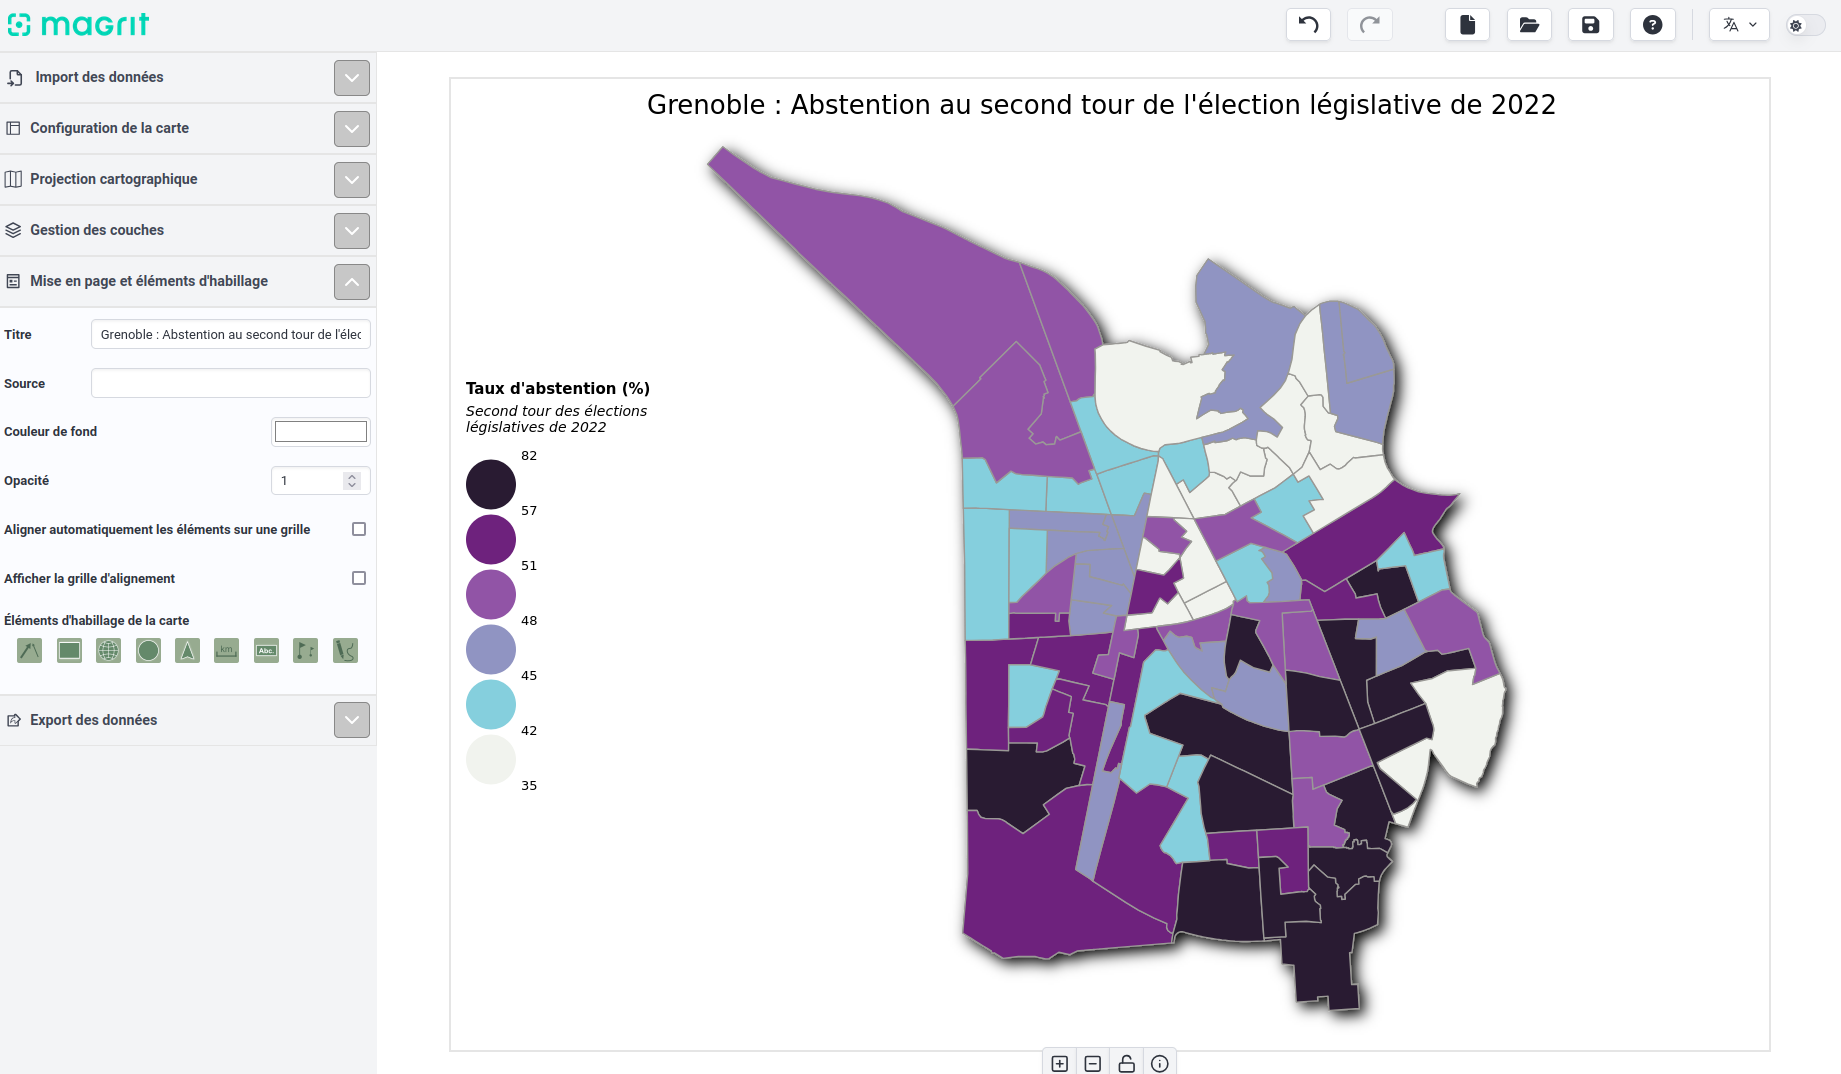 magrit
Import des données
Configuration de la carte
Projection cartographique
Gestion des couches
Mise en page et éléments d'habillage
Titre
Grenoble : Abstention au second tour de l'élec
Source
Couleur de fond
Opacité
1
Aligner automatiquement les éléments sur une grille
Afficher la grille d'alignement
Éléments d'habillage de la carte
km
Abc.
Export des données
Grenoble : Abstention au second tour de l'élection législative de 2022
Taux d'abstention (%)
Second tour des élections
législatives de 2022
82
57
51
48
45
42
35